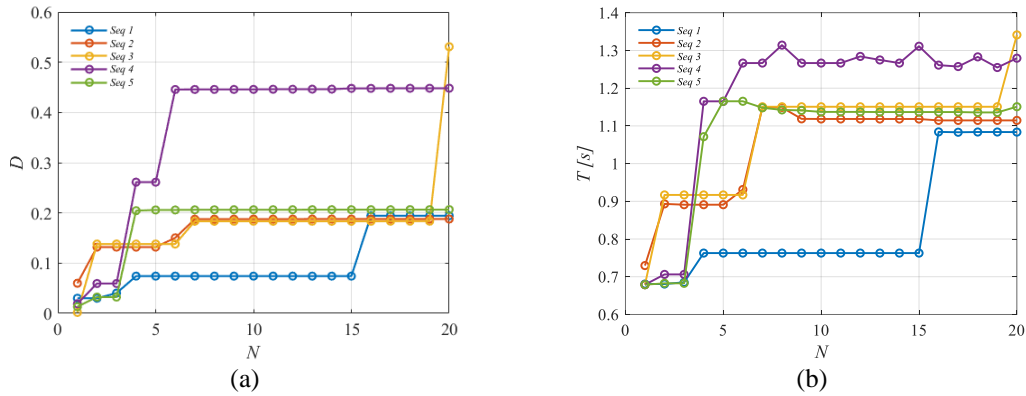 0.6
0.5
0.4
0.3
0.2
0.1
0
D
Seq 1
Seq 2
Seq 3
Seq 4
Seq 5
0 5 10 15 20
N
(a)
1.4
1.3
1.2
1.1
1
0.9
0.8
0.7
0.6
T [s]
Seq 1
Seq 2
Seq 3
Seq 4
Seq 5
0 5 10 15 20
N
(b)